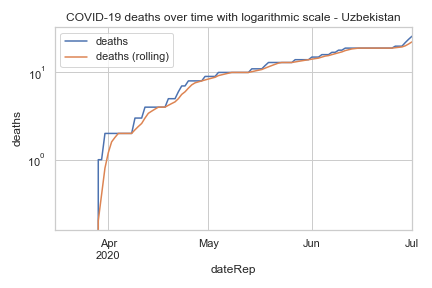 COVID-19 deaths over time with logarithmic scale - Uzbekistan
deaths
deaths (rolling)
10¹
10⁰
deaths
Apr
2020
May
Jun
Jul
dateRep